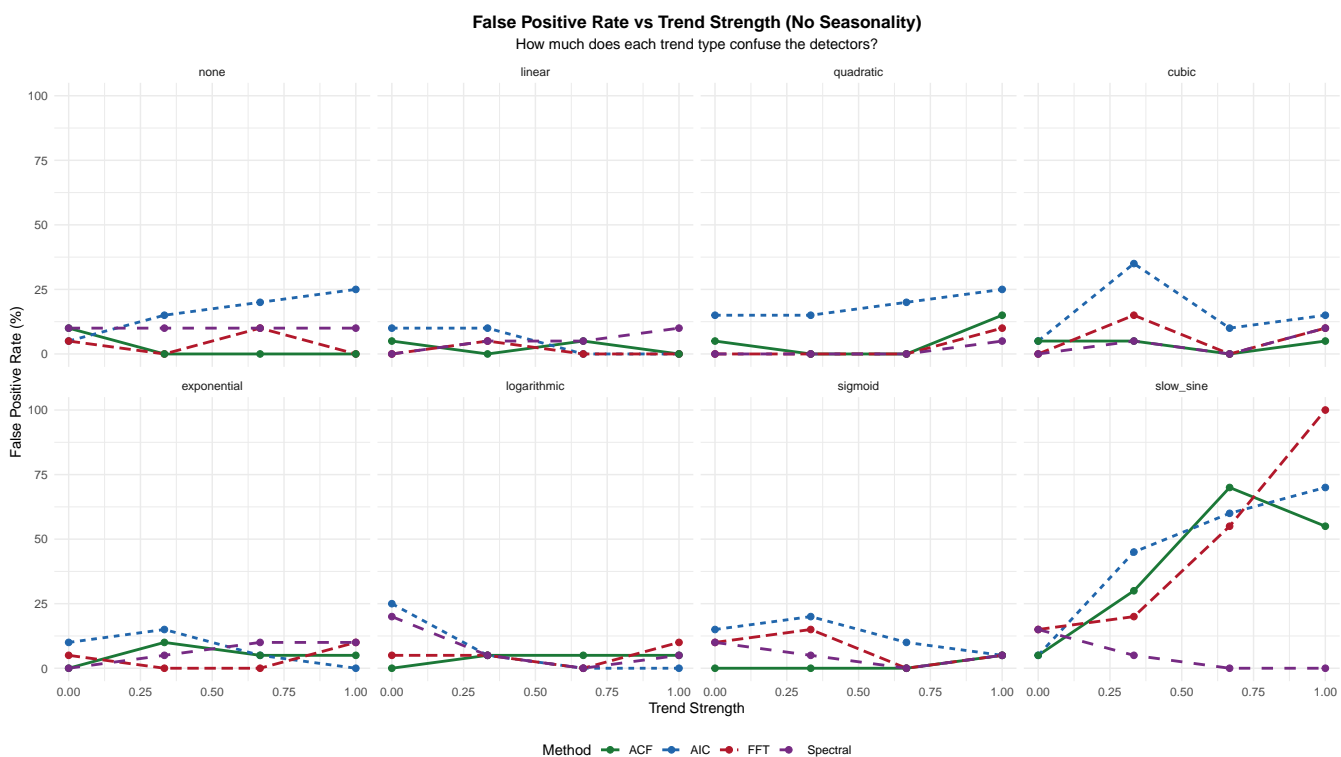 False Positive Rate vs Trend Strength (No Seasonality)
How much does each trend type confuse the detectors?
none linear quadratic cubic
100
75
50
25
0
exponential logarithmic sigmoid slow_sine
100
75
50
25
0
False Positive Rate (%)
0.00 0.25 0.50 0.75 1.00 0.00 0.25 0.50 0.75 1.00 0.00 0.25 0.50 0.75 1.00 0.00 0.25 0.50 0.75 1.00
Trend Strength
Method ACF AIC FFT Spectral